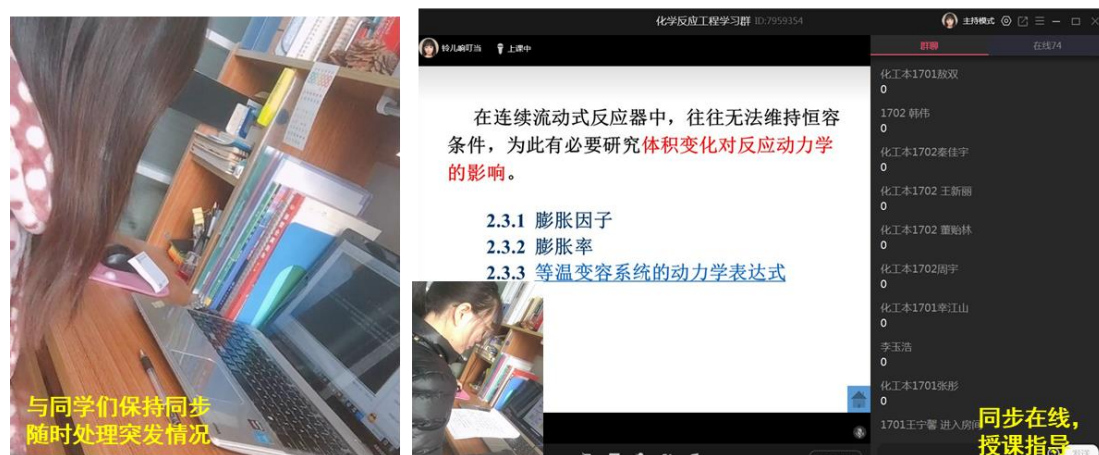 与同学们保持同步
随时处理突发情况
化学反应工程学习群 ID:7959354
主持模式
铃儿响叮当
上课中
群聊
在线74
在连续流动式反应器中，往往无法维持恒容
条件，为此有必要研究体积变化对反应动力学
的影响。
2.3.1 膨胀因子
2.3.2 膨胀率
2.3.3 等温变容系统的动力学表达式
化工本1701敖双
0
1702 韩伟
0
化工本1702秦佳宇
0
化工本1702 王新丽
0
化工本1702 董贻林
0
化工本1702周宇
0
化工本1701幸江山
0
李玉浩
0
化工本1701张彤
0
1701王宁馨 进入房间
同步在线，
授课指导